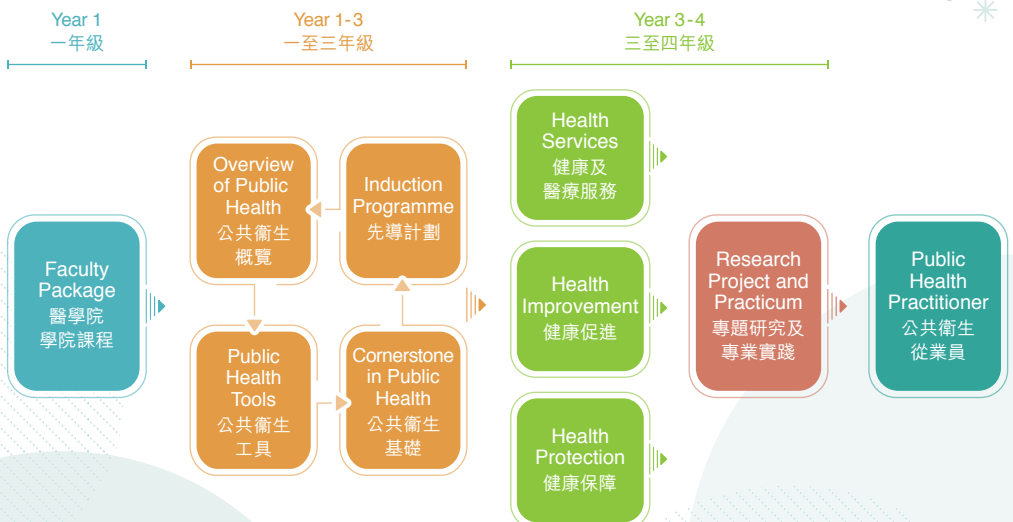 Year 1
一年級
Year 1-3
一至三年級
Year 3-4
三至四年級
Faculty
Package
醫學院
學院課程
Overview
of Public
Health
公共衞生
概覽
Induction
Programme
先導計劃
Public
Health
Tools
公共衞生
工具
Cornerstone
in Public
Health
公共衞生
基礎
Health
Services
健康及
醫療服務
Health
Improvement
健康促進
Health
Protection
健康保障
Research
Project and
Practicum
專題研究及
專業實踐
Public
Health
Practitioner
公共衞生
從業員